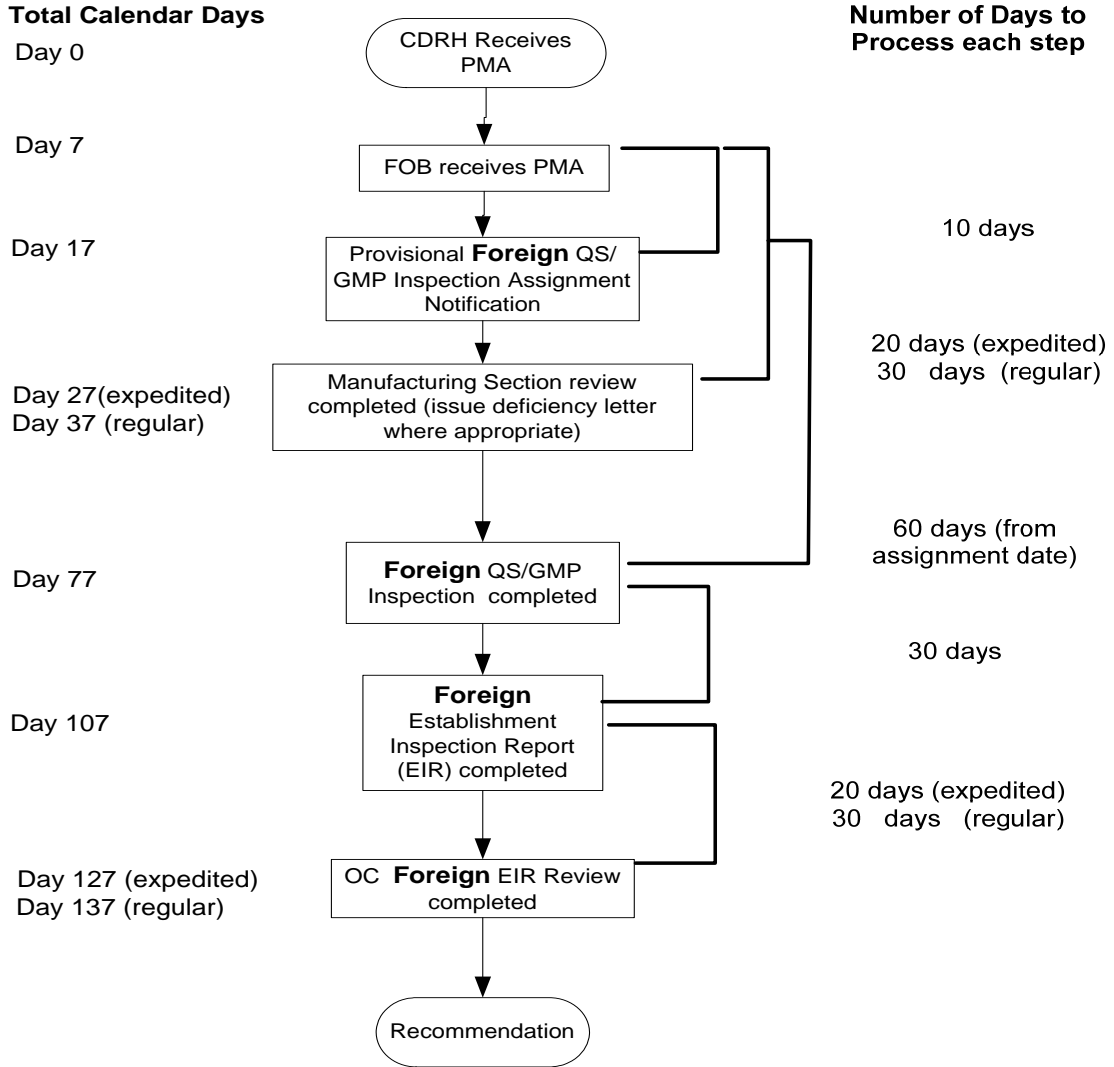 Total Calendar Days
Number of Days to
Process each step
Day 0
CDRH Receives
PMA
Day 7
FOB receives PMA
10 days
Day 17
Provisional Foreign QS/
GMP Inspection Assignment
Notification
20 days (expedited)
30 days (regular)
Day 27(expedited)
Day 37 (regular)
Manufacturing Section review
completed (issue deficiency letter
where appropriate)
60 days (from
assignment date)
Day 77
Foreign QS/GMP
Inspection completed
30 days
Day 107
Foreign
Establishment
Inspection Report
(EIR) completed
20 days (expedited)
30 days (regular)
Day 127 (expedited)
Day 137 (regular)
OC Foreign EIR Review
completed
Recommendation